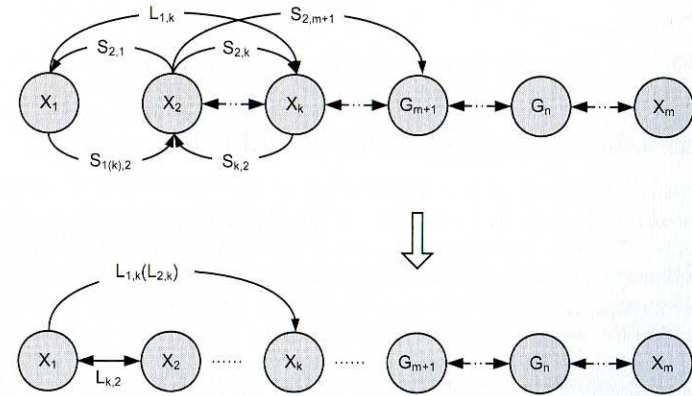 L1,k
S2,m+1
S2,1
S2,k
X1
X2
Xk
Gm+1
Gn
Xm
S1(k),2
Sk,2
L1,k(L2,k)
X1
X2
Xk
Gm+1
Gn
Xm
Lk,2